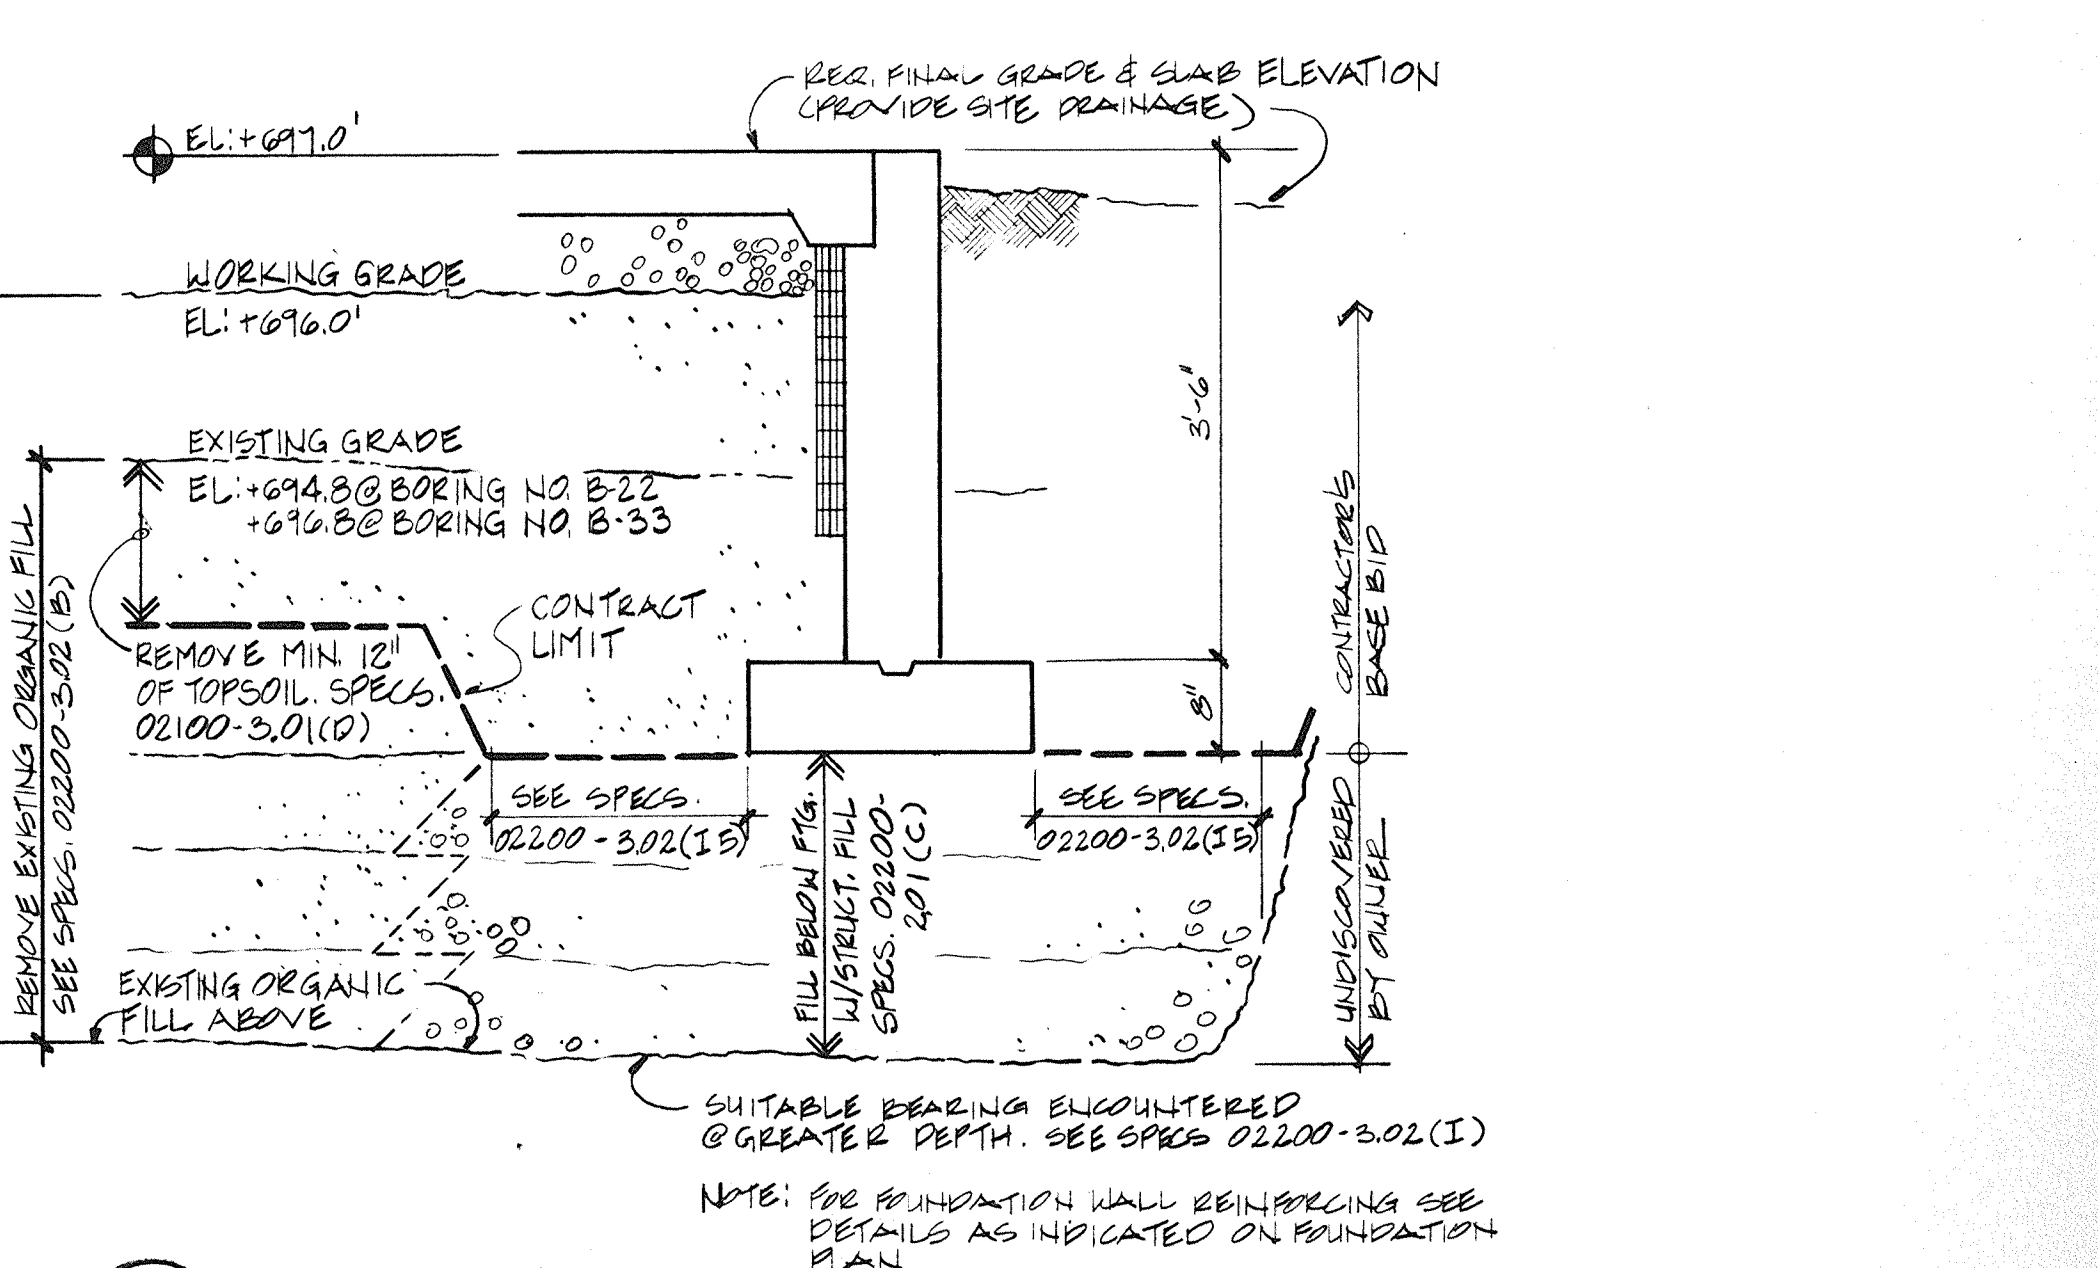 REQ. FINAL GRADE & SLAB ELEVATION
(PROVIDE SITE DRAINAGE)
EL:+697.0'
WORKING GRADE
EL:+696.0'
EXISTING GRADE
EL:+694.8@BORING NO. B-22
+696.8@BORING NO. B-33
CONTRACT
LIMIT
REMOVE MIN. 12"
OF TOPSOIL. SPECS.
02100-3.01(D)
REMOVE EXISTING ORGANIC FILL
SEE SPECS. 02200-3.02(B)
3'-6"
8"
CONTRACTOR'S
BASE BID
UNDISCOVERED
BY OWNER
SEE SPECS.
02200-3.02(I5)
FILL BELOW FTG.
W/STRUCT. FILL
SPECS. 02200-
2.01(C)
SEE SPECS.
02200-3.02(I5)
EXISTING ORGANIC
FILL ABOVE
SUITABLE BEARING ENCOUNTERED
@GREATER DEPTH. SEE SPECS 02200-3.02(I)
NOTE: FOR FOUNDATION WALL REINFORCING SEE
DETAILS AS INDICATED ON FOUNDATION
PLAN